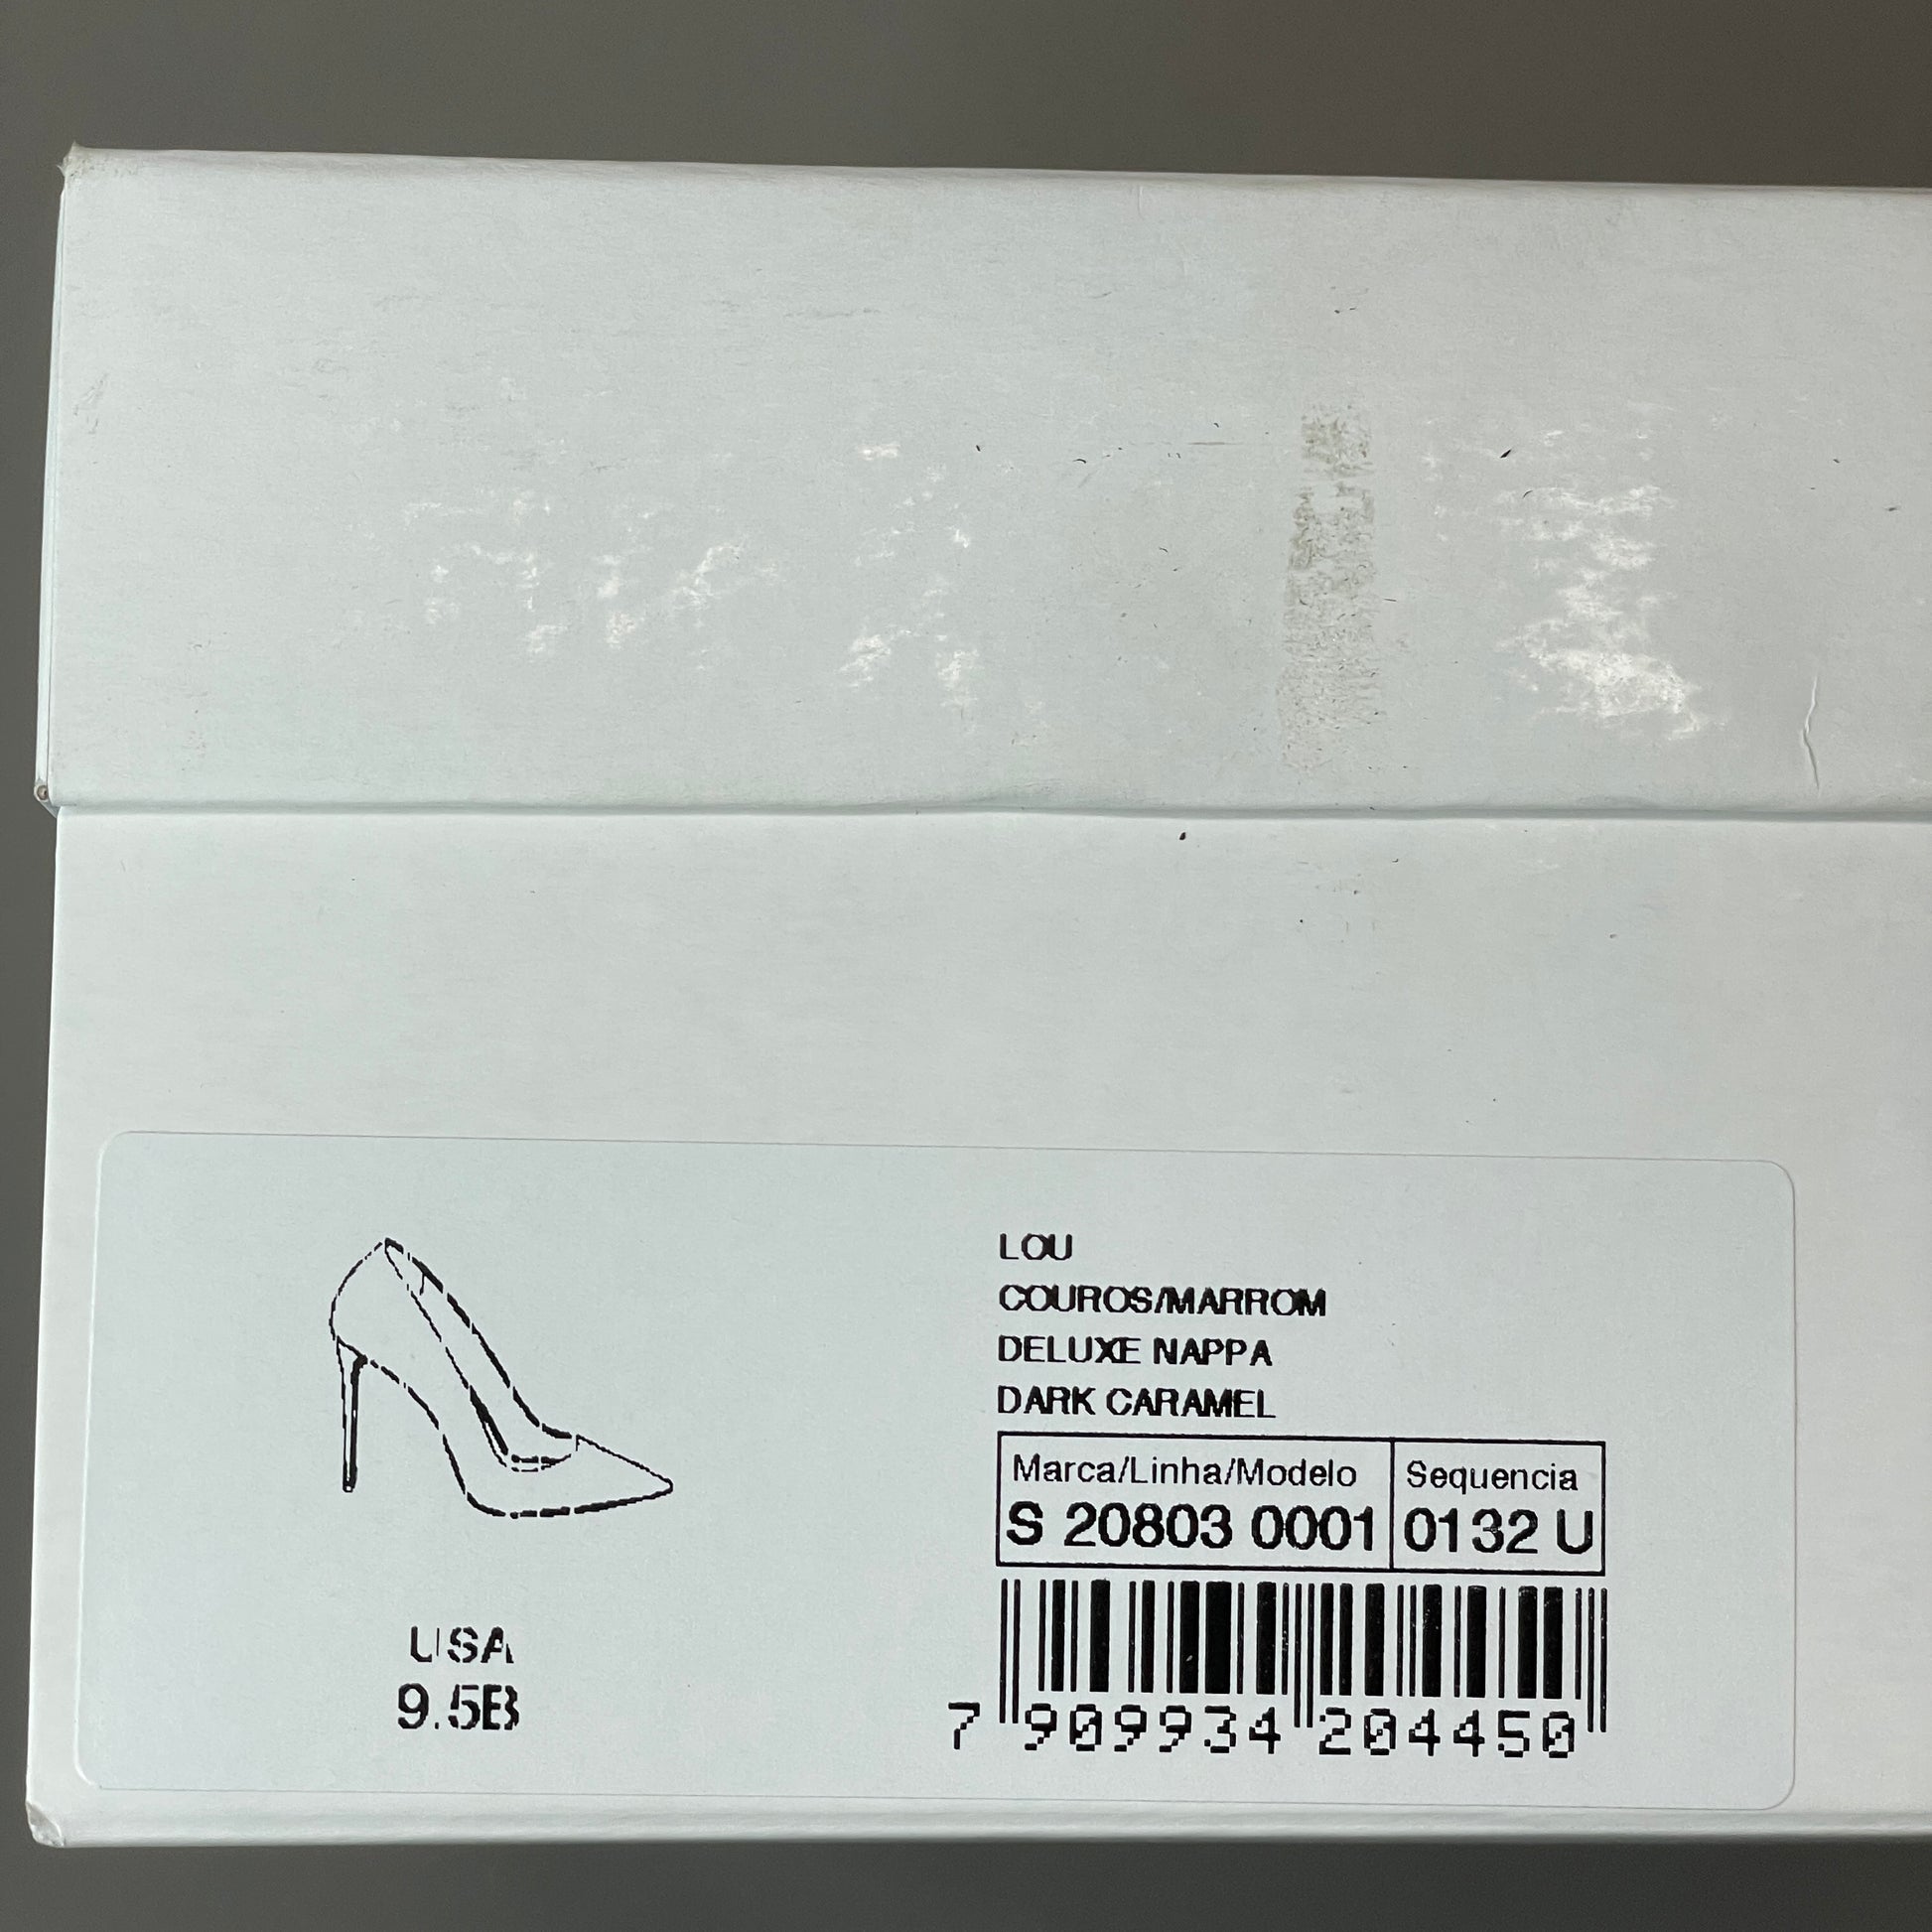 LOU
COUROS/MARROM
DELUXE NAPPA
DARK CARAMEL
Marca/Linha/Modelo Sequencia
S 20803 0001 0132 U
USA
9.5B
7 909934 204450